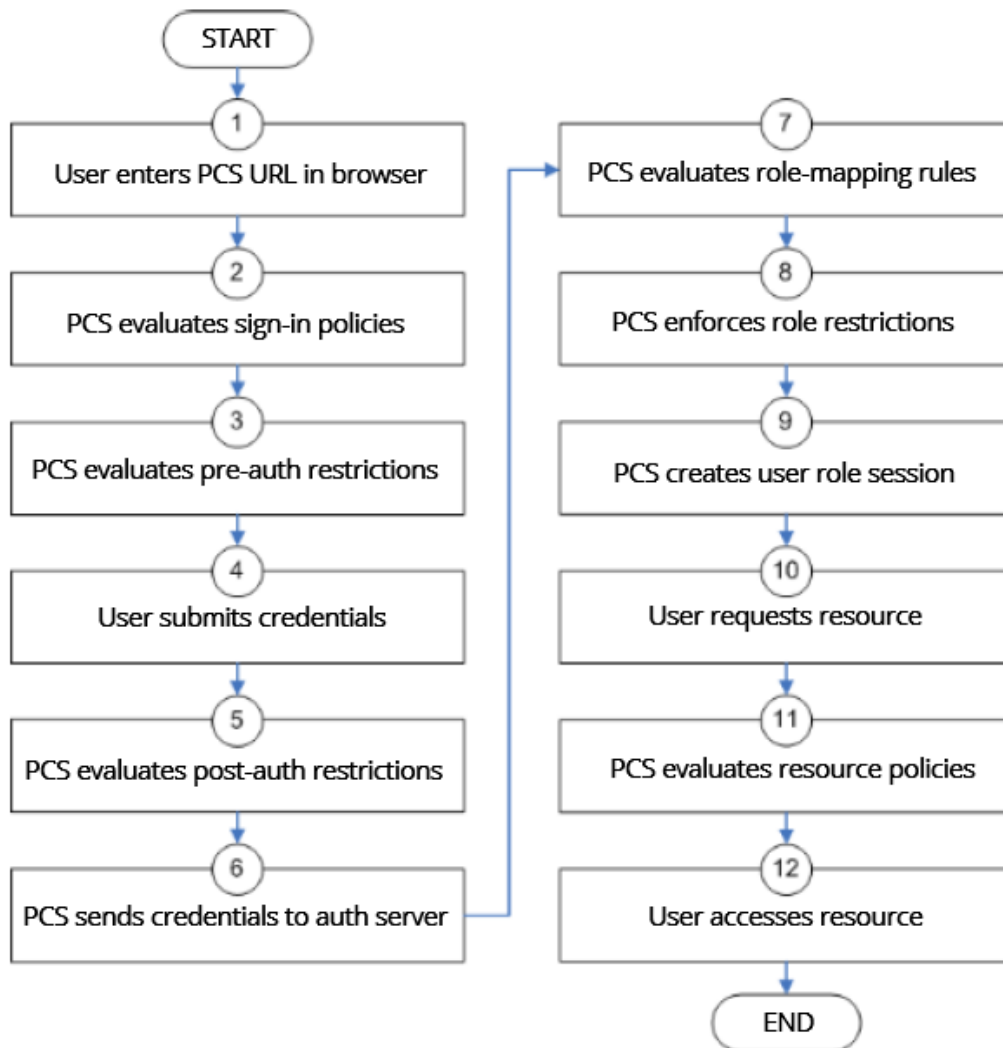 START
1
User enters PCS URL in browser
2
PCS evaluates sign-in policies
3
PCS evaluates pre-auth restrictions
4
User submits credentials
5
PCS evaluates post-auth restrictions
6
PCS sends credentials to auth server
7
PCS evaluates role-mapping rules
8
PCS enforces role restrictions
9
PCS creates user role session
10
User requests resource
11
PCS evaluates resource policies
12
User accesses resource
END